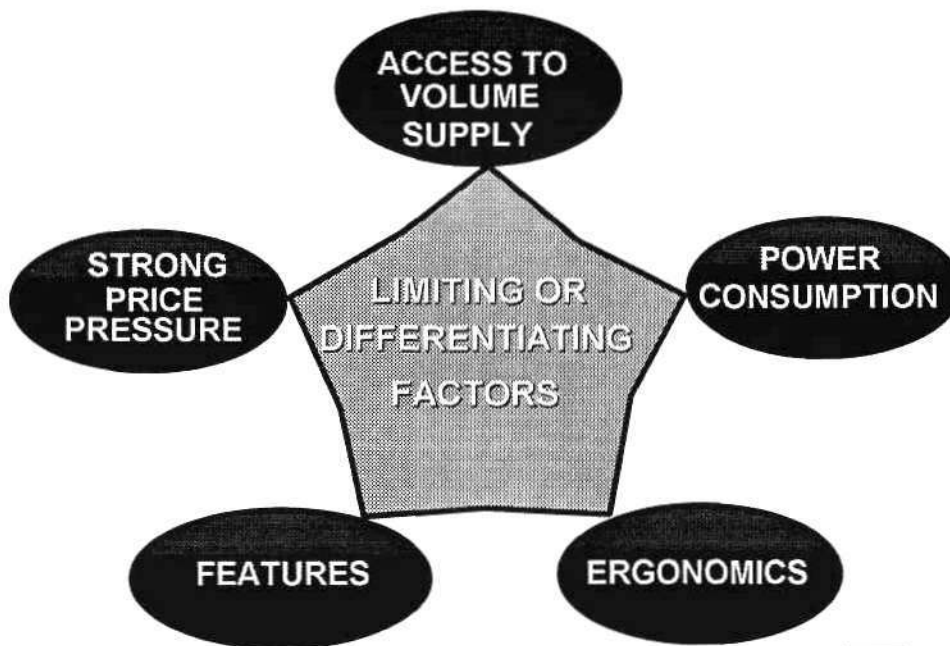 ACCESS TO
VOLUME
SUPPLY
STRONG
PRICE
PRESSURE
LIMITING OR
DIFFERENTIATING
FACTORS
POWER
CONSUMPTION
FEATURES
ERGONOMICS